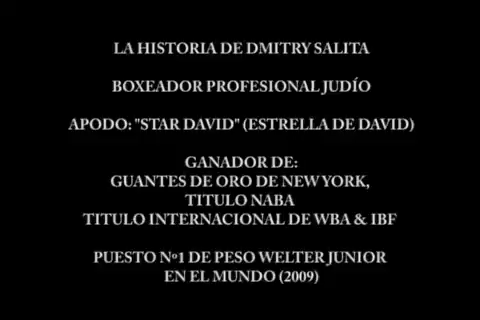 LA HISTORIA DE DMITRY SALITA
BOXEADOR PROFESIONAL JUDÍO
APODO: "STAR DAVID" (ESTRELLA DE DAVID)
GANADOR DE:
GUANTES DE ORO DE NEW YORK,
TITULO NABA
TITULO INTERNACIONAL DE WBA & IBF
PUESTO Nº1 DE PESO WELTER JUNIOR
EN EL MUNDO (2009)